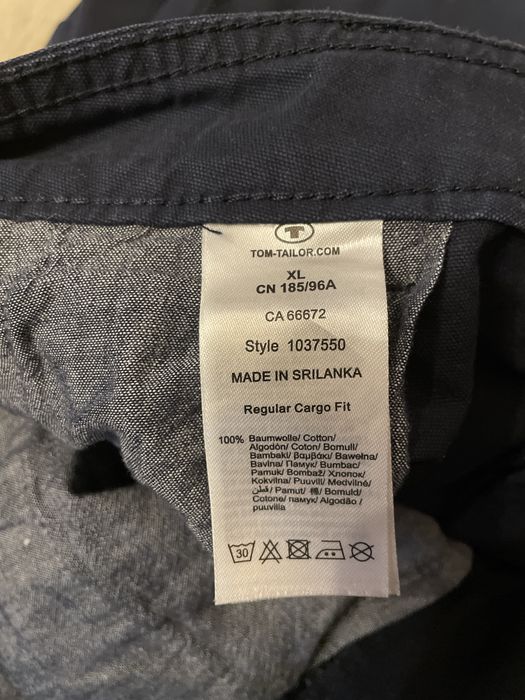 T
TOM-TAILOR.COM
XL
CN 185/96A
CA 66672
Style 1037550
MADE IN SRILANKA
Regular Cargo Fit
100% Baumwolle/ Cotton/
Algodón/ Coton/ Bomull/
Bambaki/ βαμβάκι/ Bawełna/
Bavlna/ Памук/ Bumbac/
Pamuk/ Bombaž/ Хлопок/
Kokvilna/ Puuvill/ Medvilné/
قطن/ Pamut/ 棉/ Bomuld/
Cotone/ памук/ Algodão /
puuvilla
30